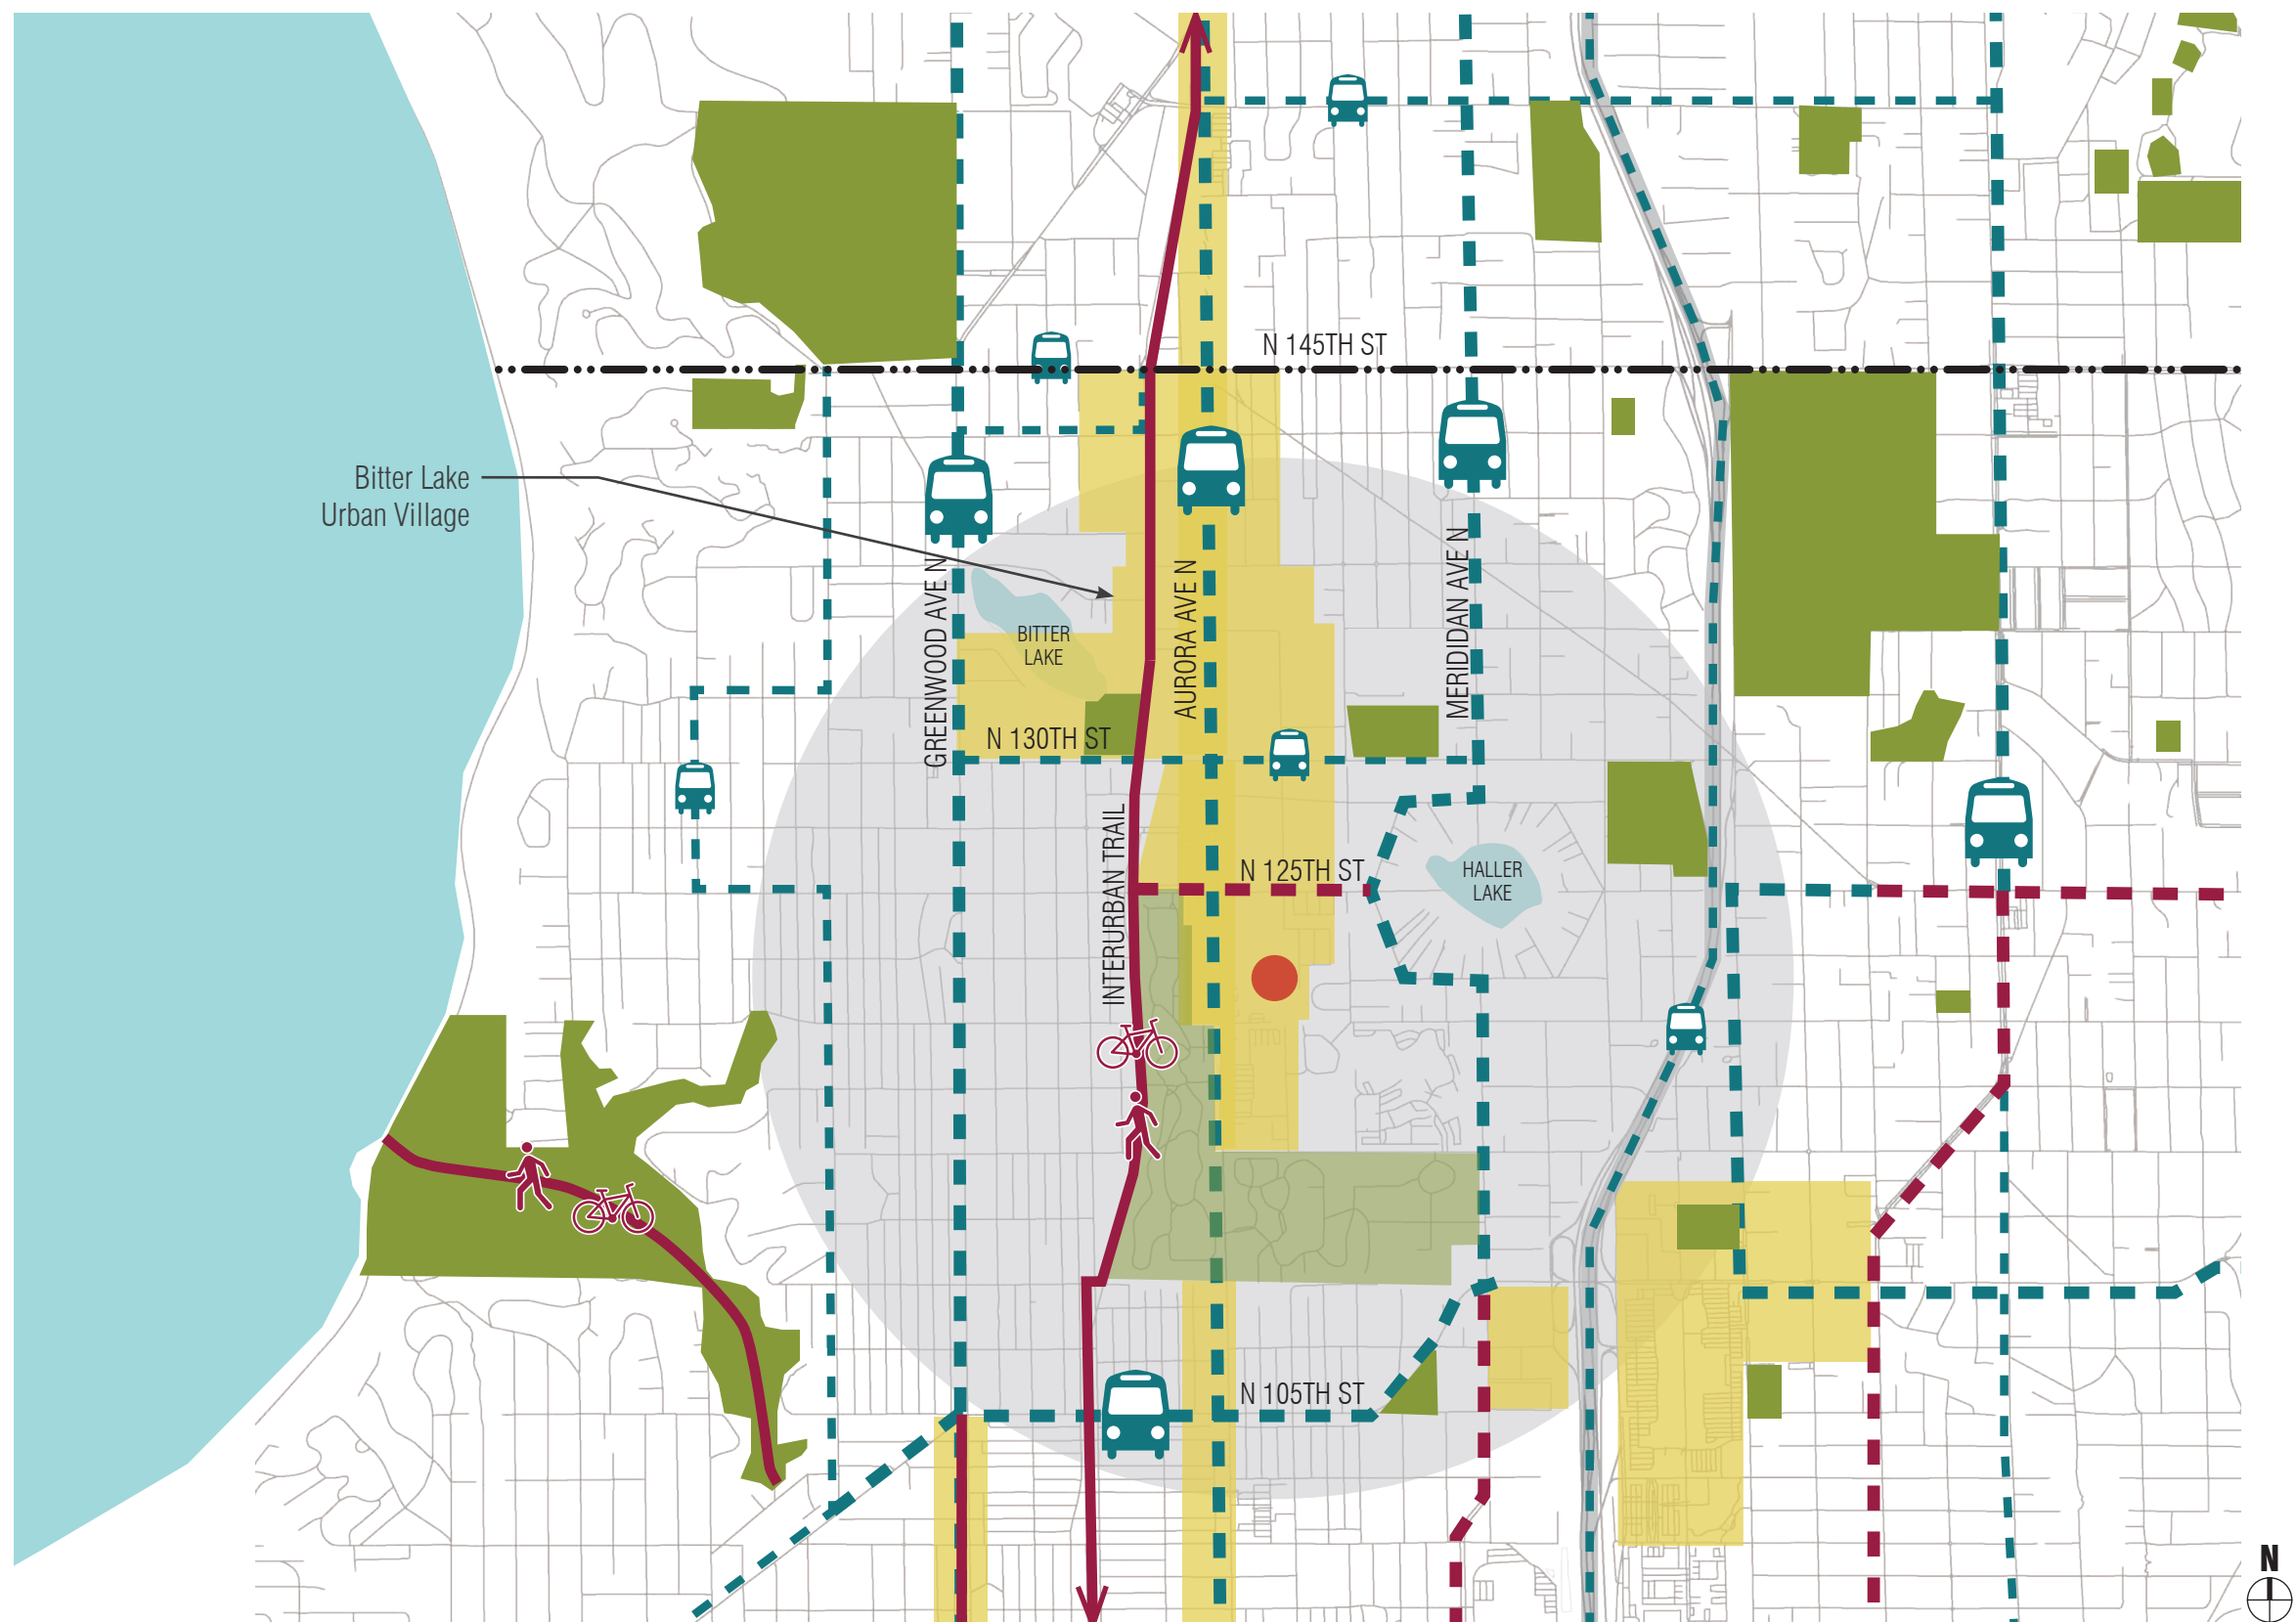 N 145TH ST
Bitter Lake
Urban Village
GREENWOOD AVE N
AURORA AVE N
MERIDIDIAN AVE N
BITTER
LAKE
N 130TH ST
INTERURBAN TRAIL
N 125TH ST
HALLER
LAKE
N 105TH ST
N